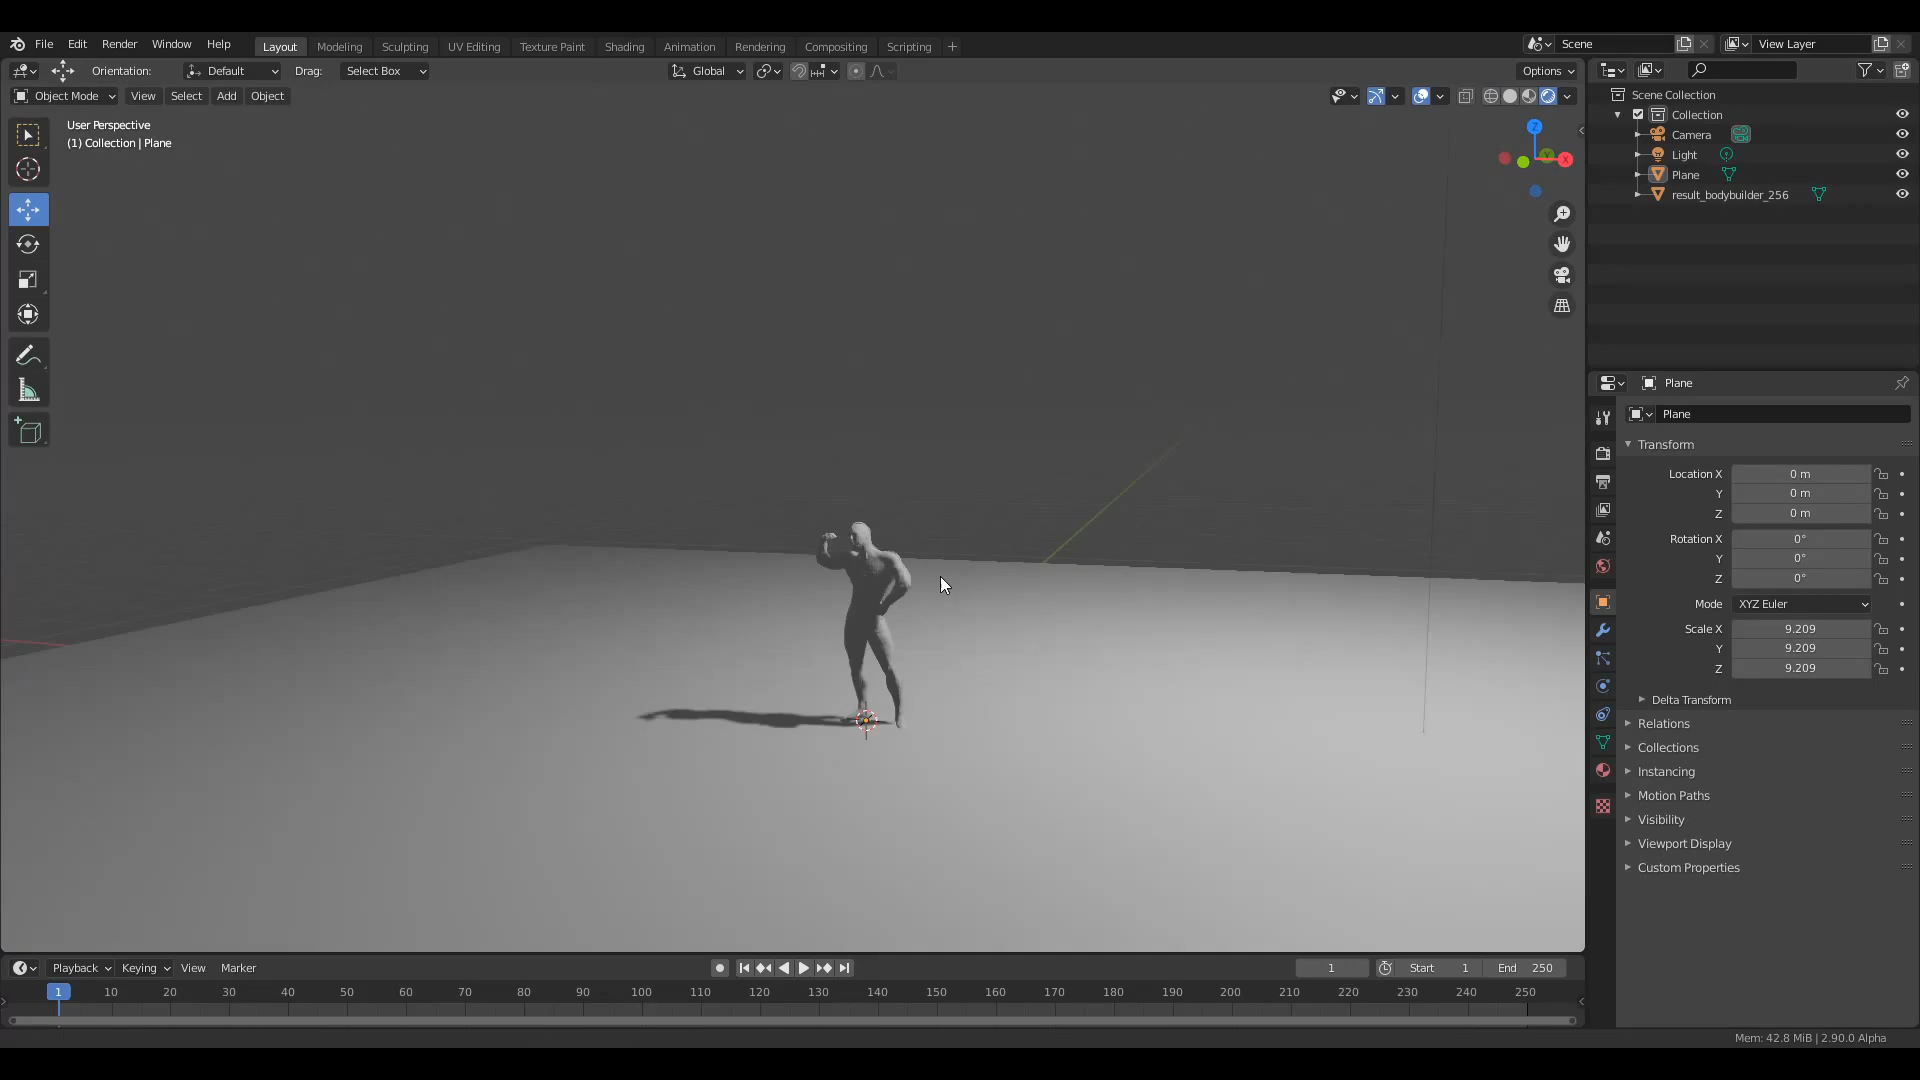 File Edit Render Window Help Layout Modeling Sculpting UV Editing Texture Paint Shading Animation Rendering Compositing Scripting + Scene View Layer
Orientation: Default Drag: Select Box Global Options
Object Mode View Select Add Object
User Perspective
(1) Collection | Plane
Z
Y
X
Scene Collection
Collection
Camera
Light
Plane
result_bodybuilder_256
Plane
Plane
Transform
Location X 0 m
Y 0 m
Z 0 m
Rotation X 0°
Y 0°
Z 0°
Mode XYZ Euler
Scale X 9.209
Y 9.209
Z 9.209
Delta Transform
Relations
Collections
Instancing
Motion Paths
Visibility
Viewport Display
Custom Properties
Playback Keying View Marker 1 Start 1 End 250
1 10 20 30 40 50 60 70 80 90 100 110 120 130 140 150 160 170 180 190 200 210 220 230 240 250
Mem: 42.8 MiB | 2.90.0 Alpha